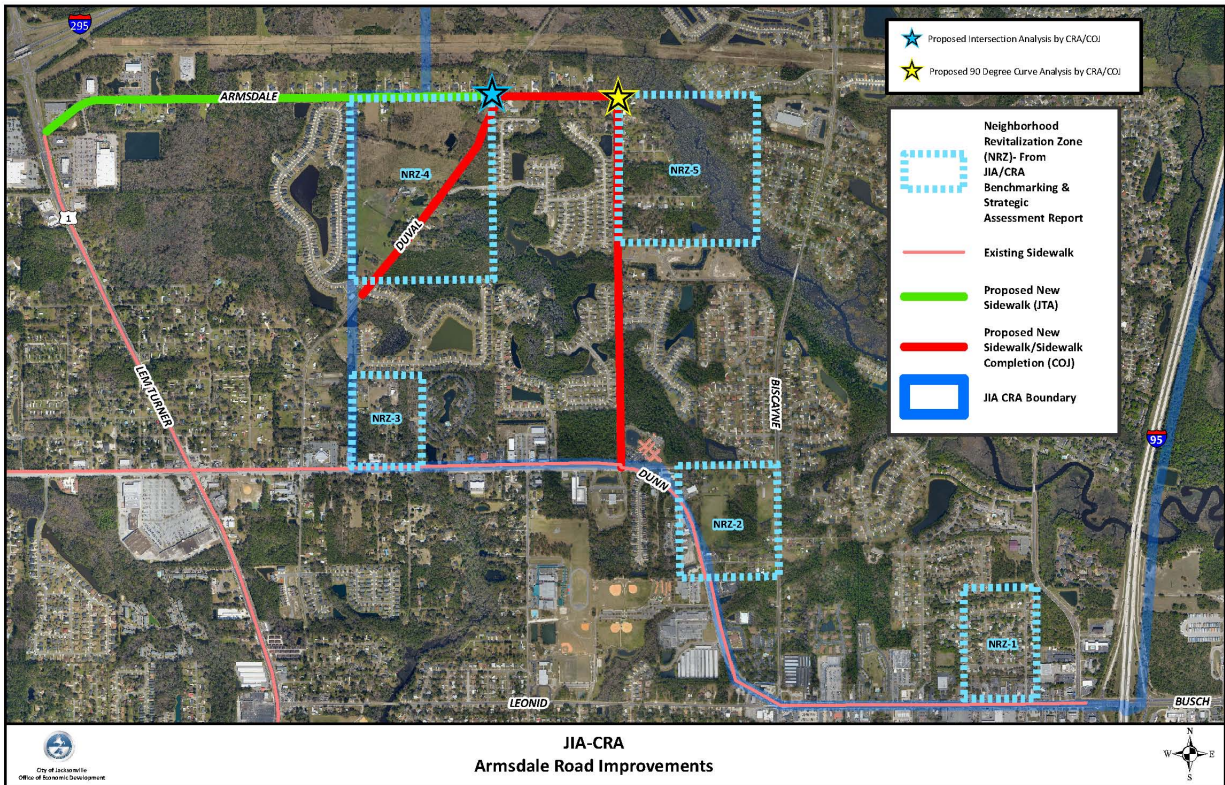 295
Proposed Intersection Analysis by CRA/COJ
Proposed 90 Degree Curve Analysis by CRA/COJ
ARMSDALE
Neighborhood
Revitalization Zone
(NRZ)- From
JIA/CRA
Benchmarking &
Strategic
Assessment Report
Existing Sidewalk
Proposed New
Sidewalk (JTA)
Proposed New
Sidewalk/Sidewalk
Completion (COJ)
JIA CRA Boundary
NRZ-4
NRZ-5
1
DUVAL
LEM TURNER
NRZ-3
BISCAYNE
95
DUNN
NRZ-2
NRZ-1
LEONID
BUSCH
City of Jacksonville
Office of Economic Development
JIA-CRA
Armsdale Road Improvements
N
W E
S